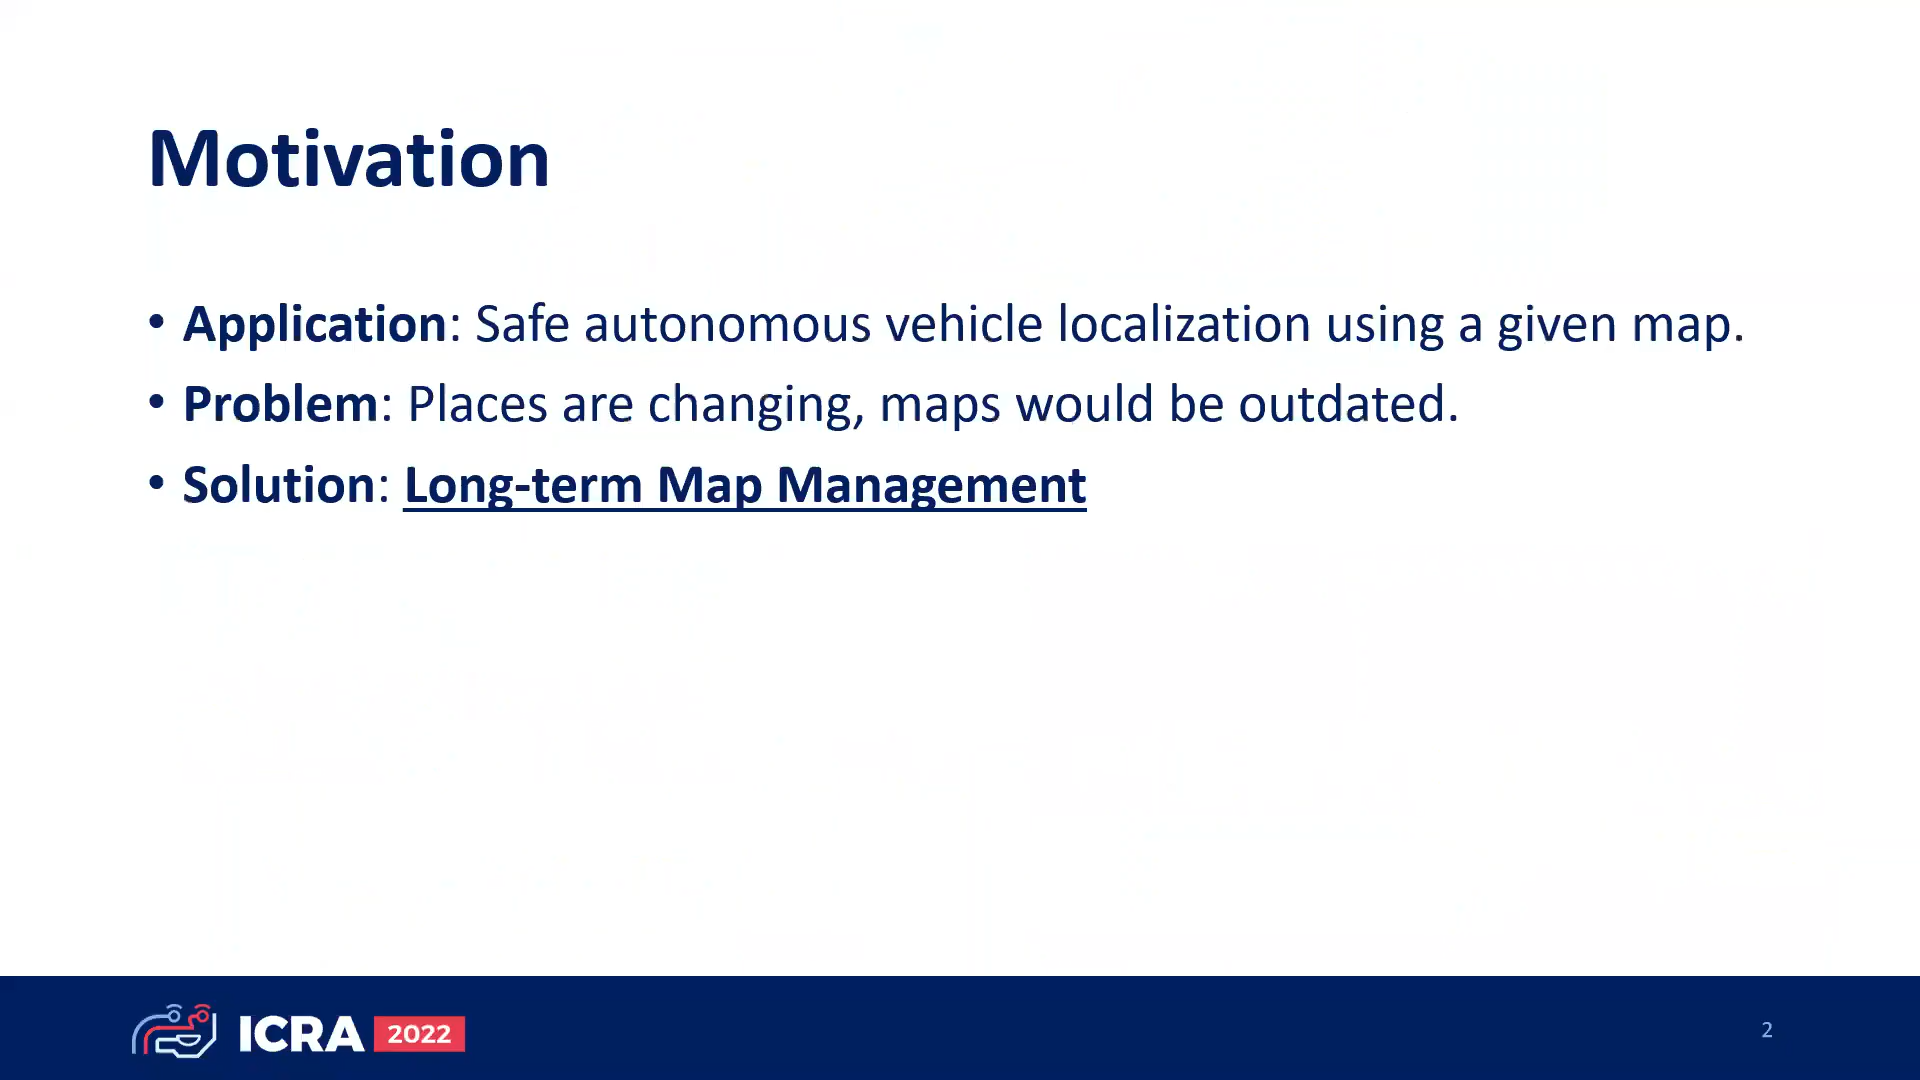 Motivation
• Application: Safe autonomous vehicle localization using a given map.
• Problem: Places are changing, maps would be outdated.
• Solution: Long-term Map Management
ICRA 2022
2